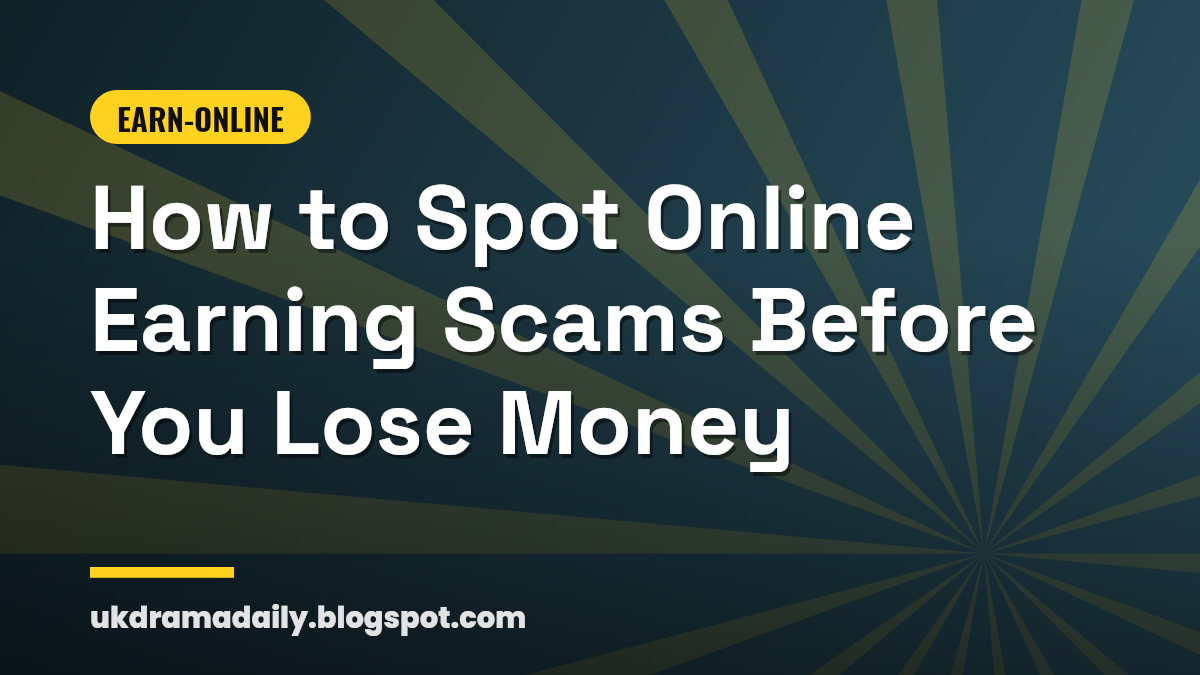 EARN-ONLINE
How to Spot Online
Earning Scams Before
You Lose Money
ukdramadaily.blogspot.com